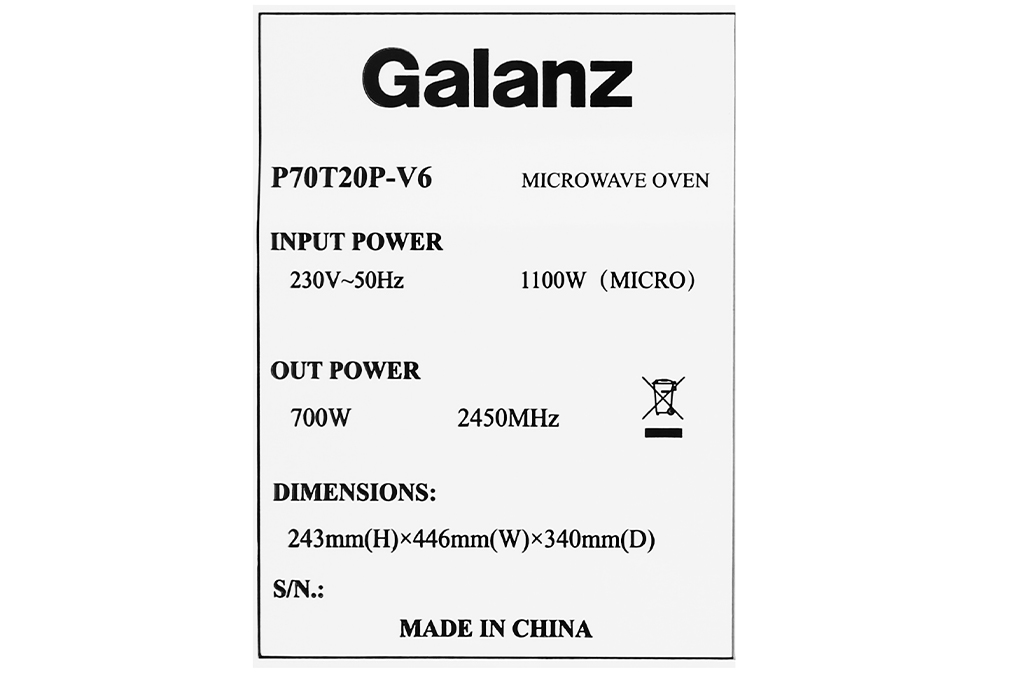 Galanz
P70T20P-V6 MICROWAVE OVEN
INPUT POWER
230V~50Hz 1100W (MICRO)
OUT POWER
700W 2450MHz
DIMENSIONS:
243mm(H)×446mm(W)×340mm(D)
S/N.:
MADE IN CHINA